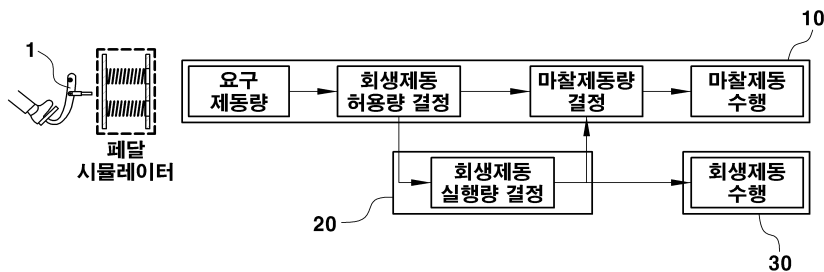 10
1
요구
제동량
회생제동
허용량 결정
마찰제동량
결정
마찰제동
수행
페달
시뮬레이터
회생제동
실행량 결정
회생제동
수행
20
30